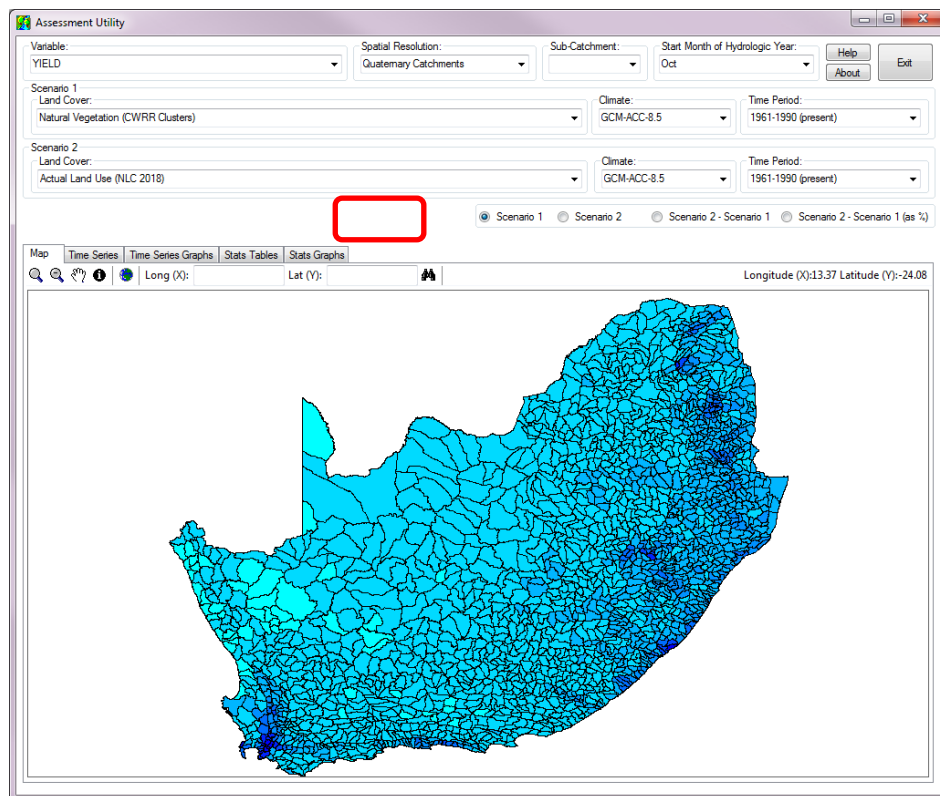 Assessment Utility
Variable: Spatial Resolution: Sub-Catchment: Start Month of Hydrologic Year:
YIELD Quaternary Catchments Oct Help Exit
About
Scenario 1
Land Cover: Climate: Time Period:
Natural Vegetation (CWRR Clusters) GCM-ACC-8.5 1961-1990 (present)
Scenario 2
Land Cover: Climate: Time Period:
Actual Land Use (NLC 2018) GCM-ACC-8.5 1961-1990 (present)
Scenario 1 Scenario 2 Scenario 2 - Scenario 1 Scenario 2 - Scenario 1 (as %)
Map Time Series Time Series Graphs Stats Tables Stats Graphs
Long (X): Lat (Y): Longitude (X):13.37 Latitude (Y):-24.08